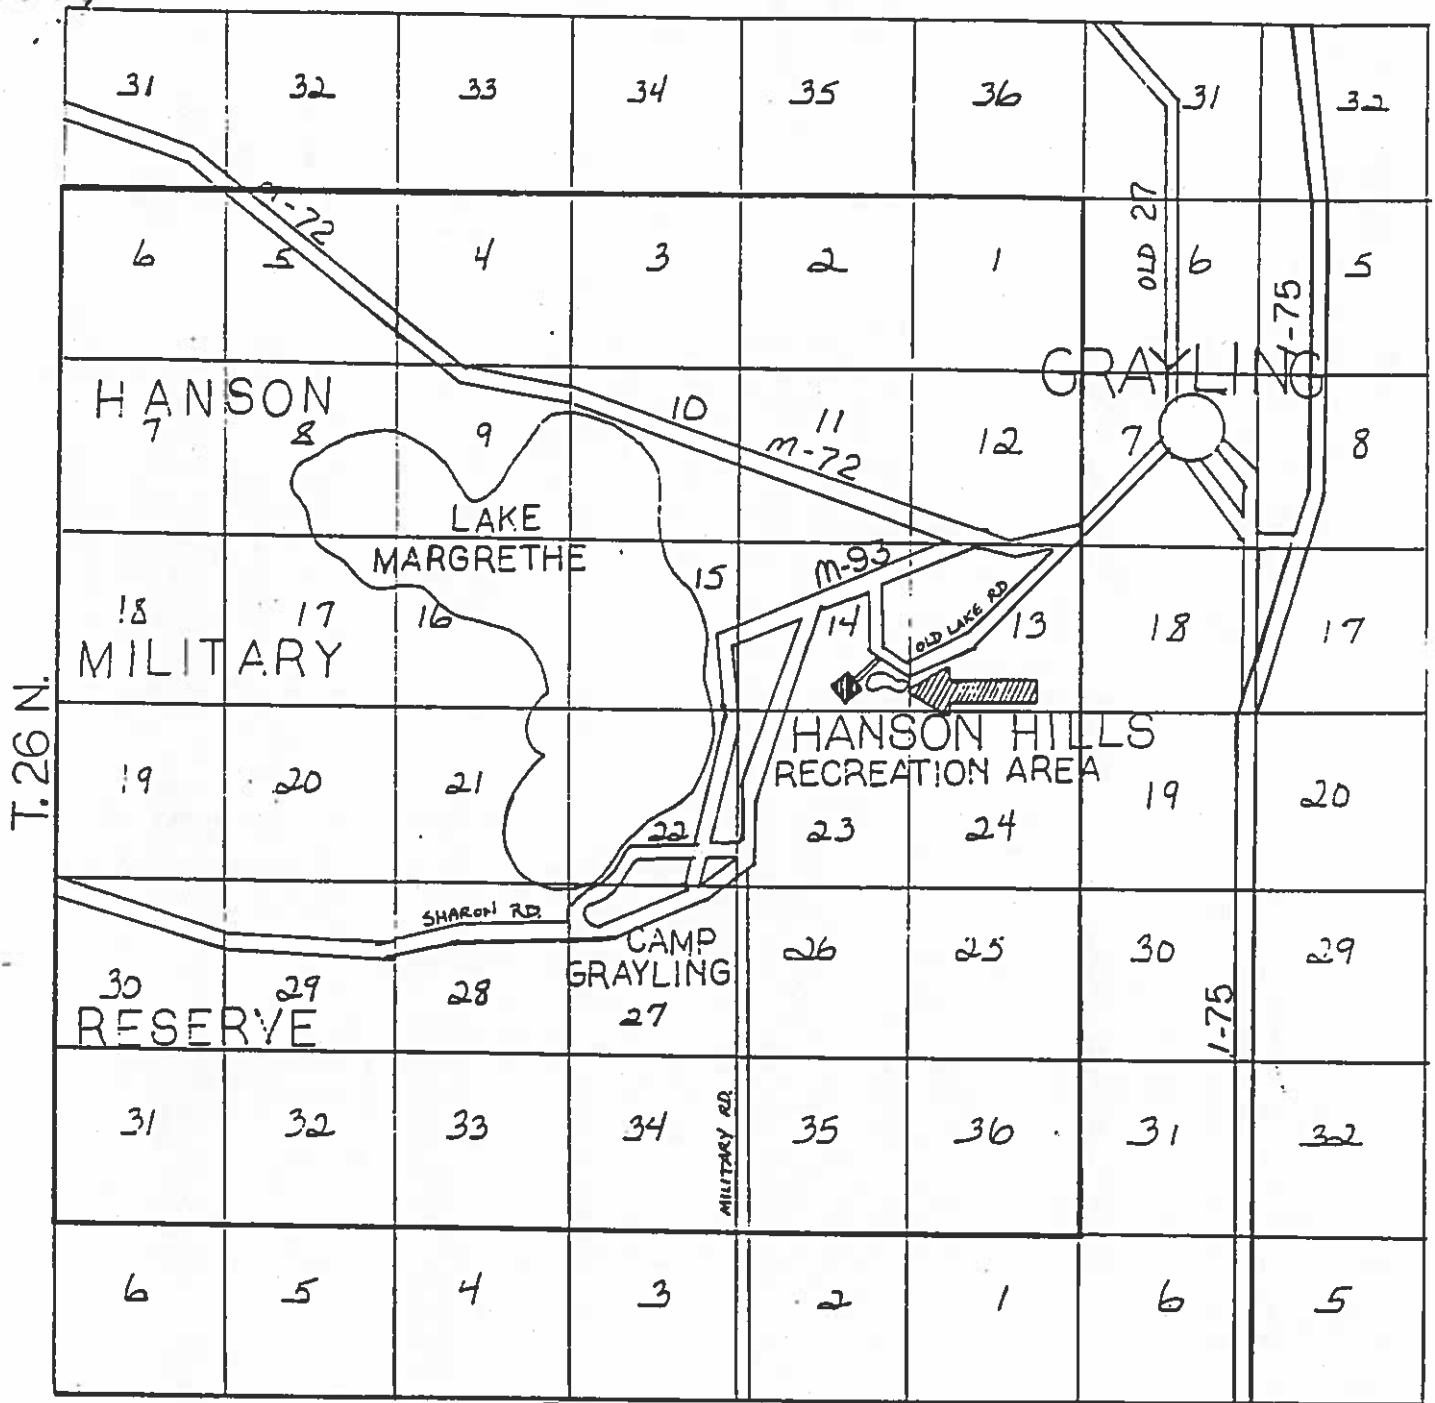 31 32 33 34 35 36 31 32
M-72
OLD 27
6 5 4 3 2 1 6 5
I-75
GRAYLING
HANSON
7 8 9 10 11 12 7 8
M-72
LAKE
MARGRETHE
M-93
18 17 16 15 14 13 18 17
OLD LAKE RD
MILITARY
T. 26 N.
HANSON HILLS
RECREATION AREA
19 20 21 22 23 24 19 20
SHARON RD.
CAMP
GRAYLING
30 29 28 27 26 25 30 29
RESERVE
I-75
31 32 33 34 35 36 31 32
MILITARY RD.
6 5 4 3 2 1 6 5